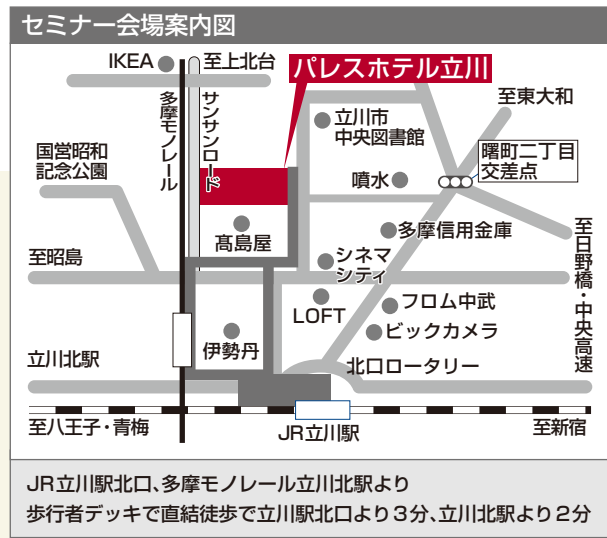 セミナー会場案内図
IKEA
至上北台
パレスホテル立川
多摩モノレール
サンサンロード
立川市
中央図書館
至東大和
国営昭和
記念公園
噴水
曙町二丁目
交差点
髙島屋
多摩信用金庫
至昭島
シネマ
シティ
至日野橋・中央高速
LOFT
フロム中武
ビックカメラ
伊勢丹
立川北駅
北口ロータリー
至八王子・青梅
JR立川駅
至新宿
JR立川駅北口、多摩モノレール立川北駅より
歩行者デッキで直結徒歩で立川駅北口より3分、立川北駅より2分